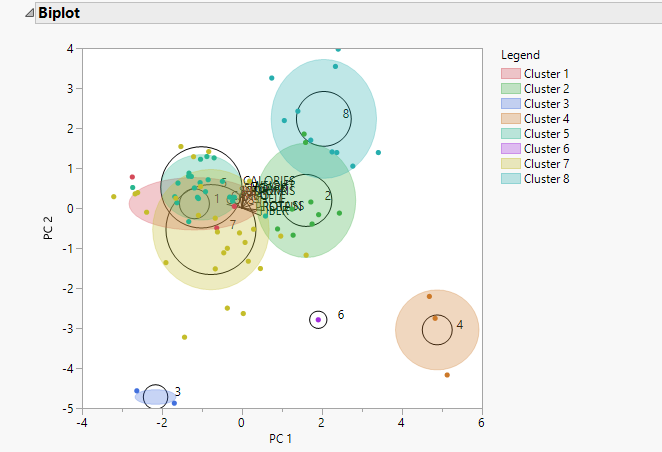 Biplot
Legend
Cluster 1
Cluster 2
Cluster 3
Cluster 4
Cluster 5
Cluster 6
Cluster 7
Cluster 8
4
3
2
1
0
-1
-2
-3
-4
-5
PC 2
8
CALORIES
5
1
2
7
6
4
3
-4
-2
0
2
4
6
PC 1